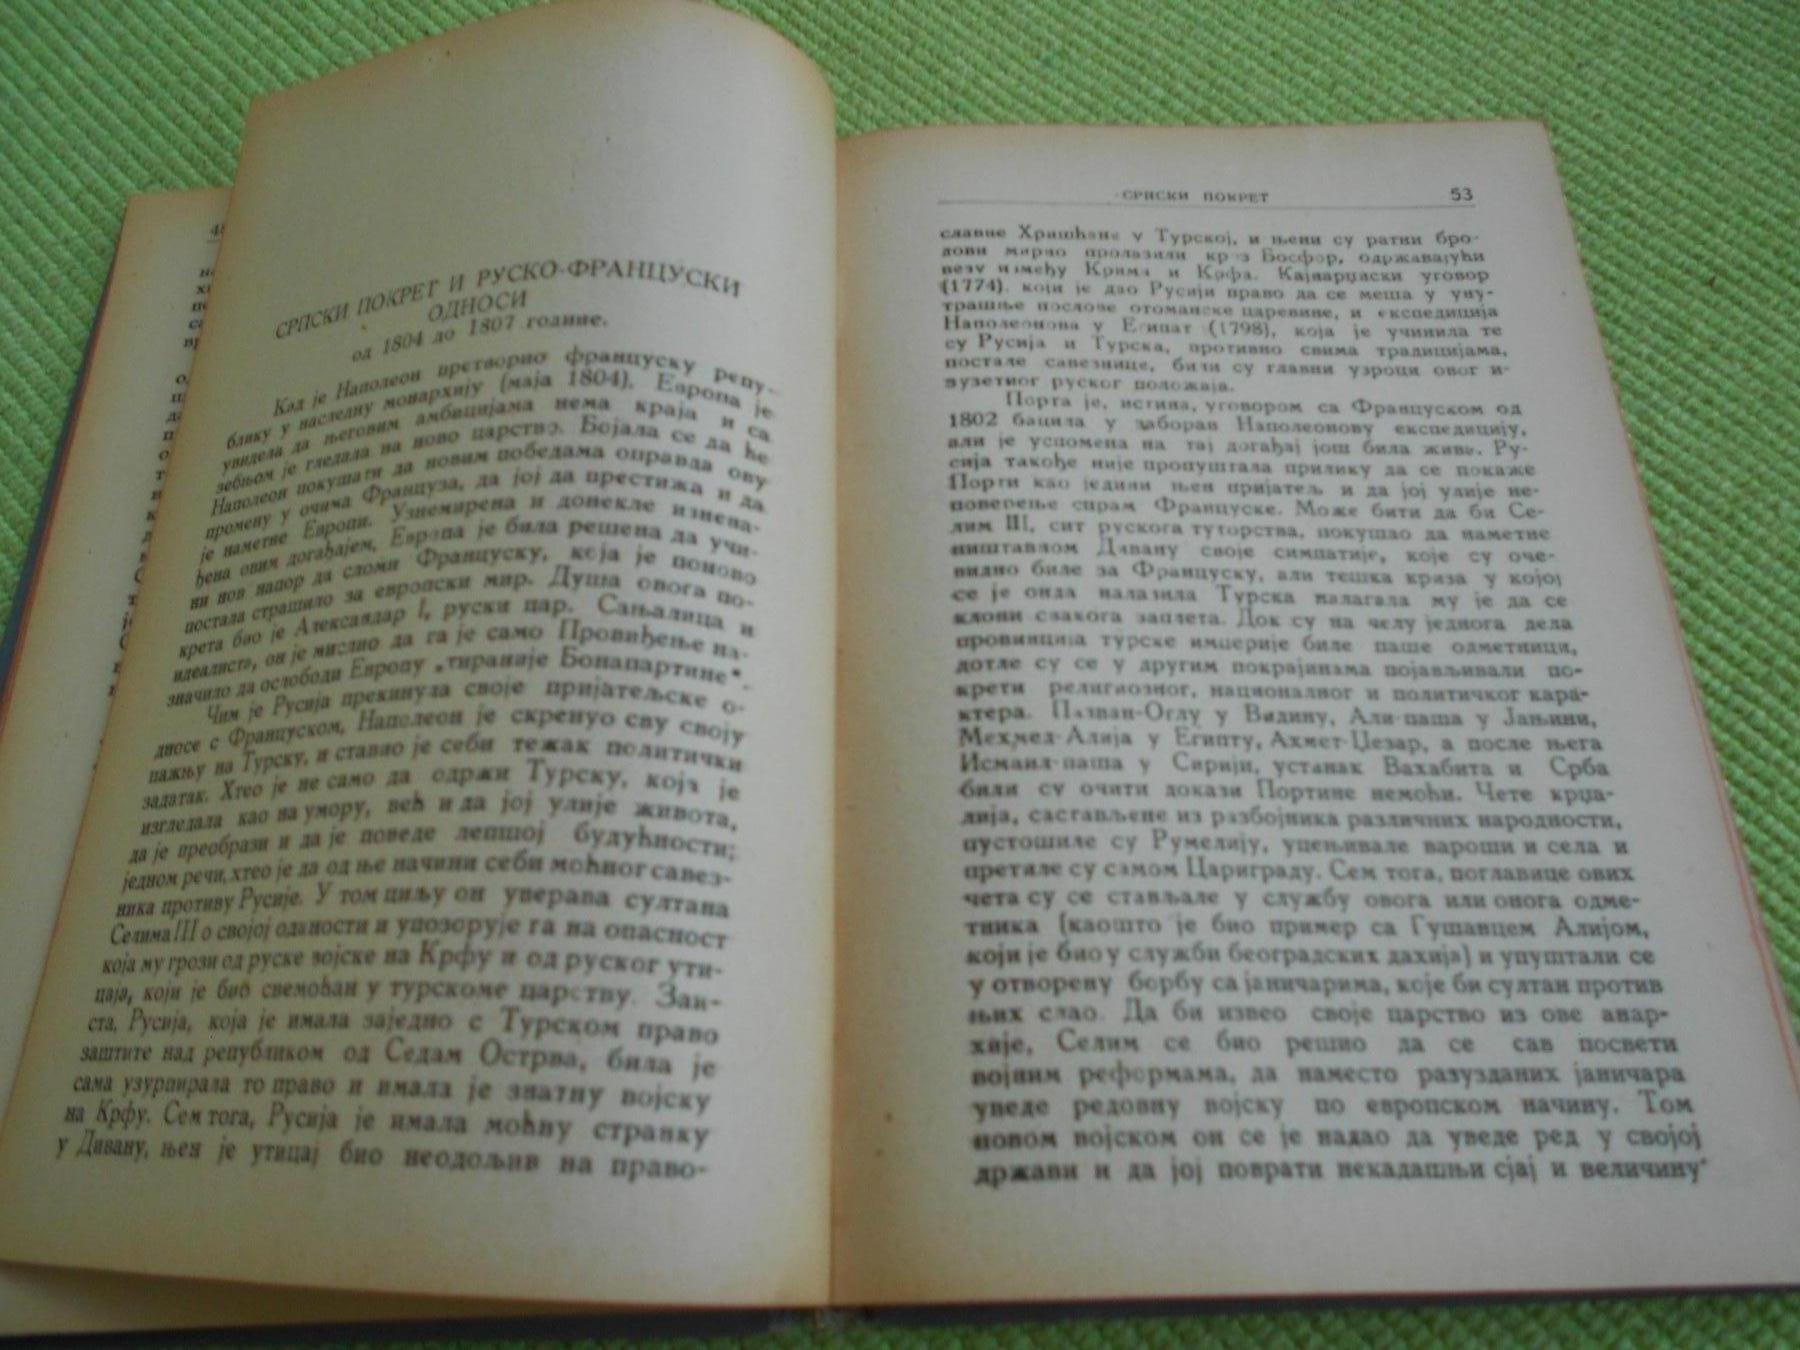 48
СРПСКИ ПОКРЕТ И РУСКО-ФРАНЦУСКИ
ОДНОСИ
од 1804 до 1807 године.
Кад је Наполеон претворио француску репу-
блику у наследну монархију (маја 1804), Европа је
увидела да његовим амбицијама нема краја и са
зебњом је гледала на ново царство. Бојала се да ће
Наполеон покушати да новим победама оправда ову
промену у очима Француза, да јој да престижа и да
је наметне Европи. Узнемирена и донекле изнева-
ђена овим догађајем, Европа је била решена да учи-
ни нов напор да сломи Француску, која је поново
постала страшило за европски мир. Душа овога по-
крета био је Александар I, руски цар. Сањалица и
идеалиста, он је мислио да га је само Провиђење на-
значило да ослободи Европу „тираније Бонапартине“.
Чим је Русија прекинула своје пријатељске о-
дносе с Француском, Наполеон је скренуо сву своју
пажњу на Турску, и ставио је себи тежак политички
задатак. Хтео је не само да одржи Турску, која је
изгледала као на умору, већ и да јој улије живота,
да је преобрази и да је поведе лепшој будућности;
једном речи, хтео је да од ње начини себи моћног савез-
ника противу Русије. У том циљу он уверава султана
Селима III о својој оданости и упозорује га на опасност
која му грози од руске војске на Крфу и од руског ути-
цаја, који је био свемоћан у турскоме царству. Заи-
ста, Русија, која је имала заједно с Турском право
заштите над републиком од Седам Острва, била је
сама узурпирала то право и имала је знатну војску
на Крфу. Сем тога, Русија је имала моћну странку
у Дивану, њен је утицај био неодољив на право-
СРПСКИ ПОКРЕТ 53
славне Хришћане у Турској, и њени су ратни бро-
дови мирно пролазили кроз Босфор, одржавајући
везу између Крима и Крфа. Кајнарџиски уговор
(1774), који је дао Русији право да се меша у уну-
трашње послове отоманске царевине, и експедиција
Наполеонова у Египат (1798), која је учинила те
су Русија и Турска, противно свима традицијама,
постале савезнице, били су главни узроци овог и-
зузетног руског положаја.
Порта је, истина, уговором са Француском од
1802 бацила у заборав Наполеонову експедицију,
али је успомена на тај догађај још била жива. Ру-
сија такође није пропуштала прилику да се покаже
Порти као једини њен пријатељ и да јој улије не-
поверење спрам Француске. Може бити да би Се-
лим III, сит рускога туторства, покушао да наметне
ништавлом Дивану своје симпатије, које су оче-
видно биле за Француску, али тешка криза у којој
се је онда налазила Турска налагала му је да се
клони свакога заплета. Док су на челу једнога дела
провинција турске империје биле паше одметници,
дотле су се у другим покрајинама појављивали по-
крети религиозног, националног и политичког кара-
ктера. Пазван-Оглу у Видину, Али-паша у Јањини,
Мехмед-Алија у Египту, Ахмет-Џезар, а после њега
Исмаил-паша у Сирији, устанак Вахабита и Срба
били су очити докази Портине немоћи. Чете крџа-
лија, састављене из разбојника различних народности,
пустошиле су Румелију, уцењивале вароши и села и
претиле су самом Цариграду. Сем тога, поглавице ових
чета су се стављале у службу овога или онога одме-
тника (каошто је био пример са Гушавцем Алијом,
који је био у служби београдских дахија) и упуштали се
у отворену борбу са јаничарима, које би султан против
њих слао. Да би извео своје царство из ове анар-
хије, Селим се био решио да се сав посвети
војним реформама, да наместо разузданих јаничара
уведе редовну војску по европском начину. Том
новом војском он се је надао да уведе ред у својој
држави и да јој поврати некадашњи сјај и величину